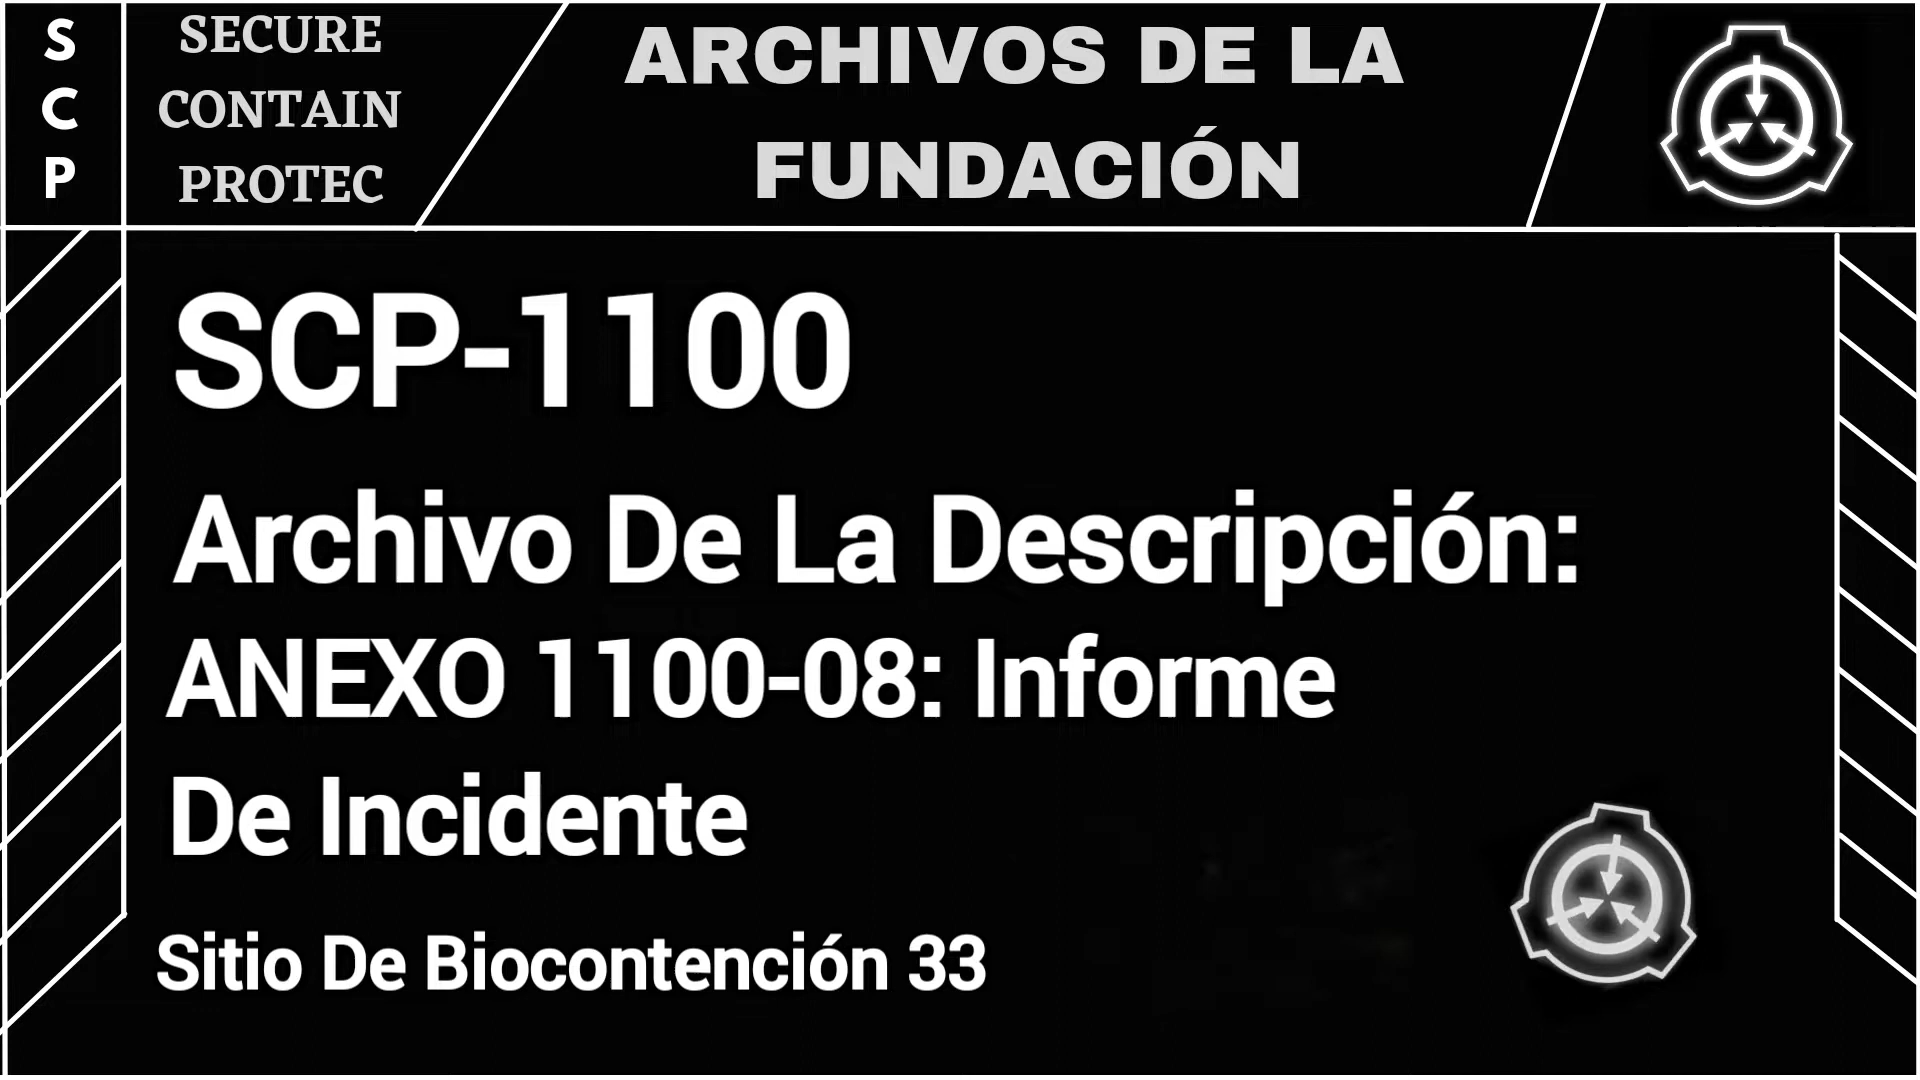 S
C
P
SECURE
CONTAIN
PROTEC
ARCHIVOS DE LA
FUNDACIÓN
SCP-1100
Archivo De La Descripción:
ANEXO 1100-08: Informe
De Incidente
Sitio De Biocontención 33